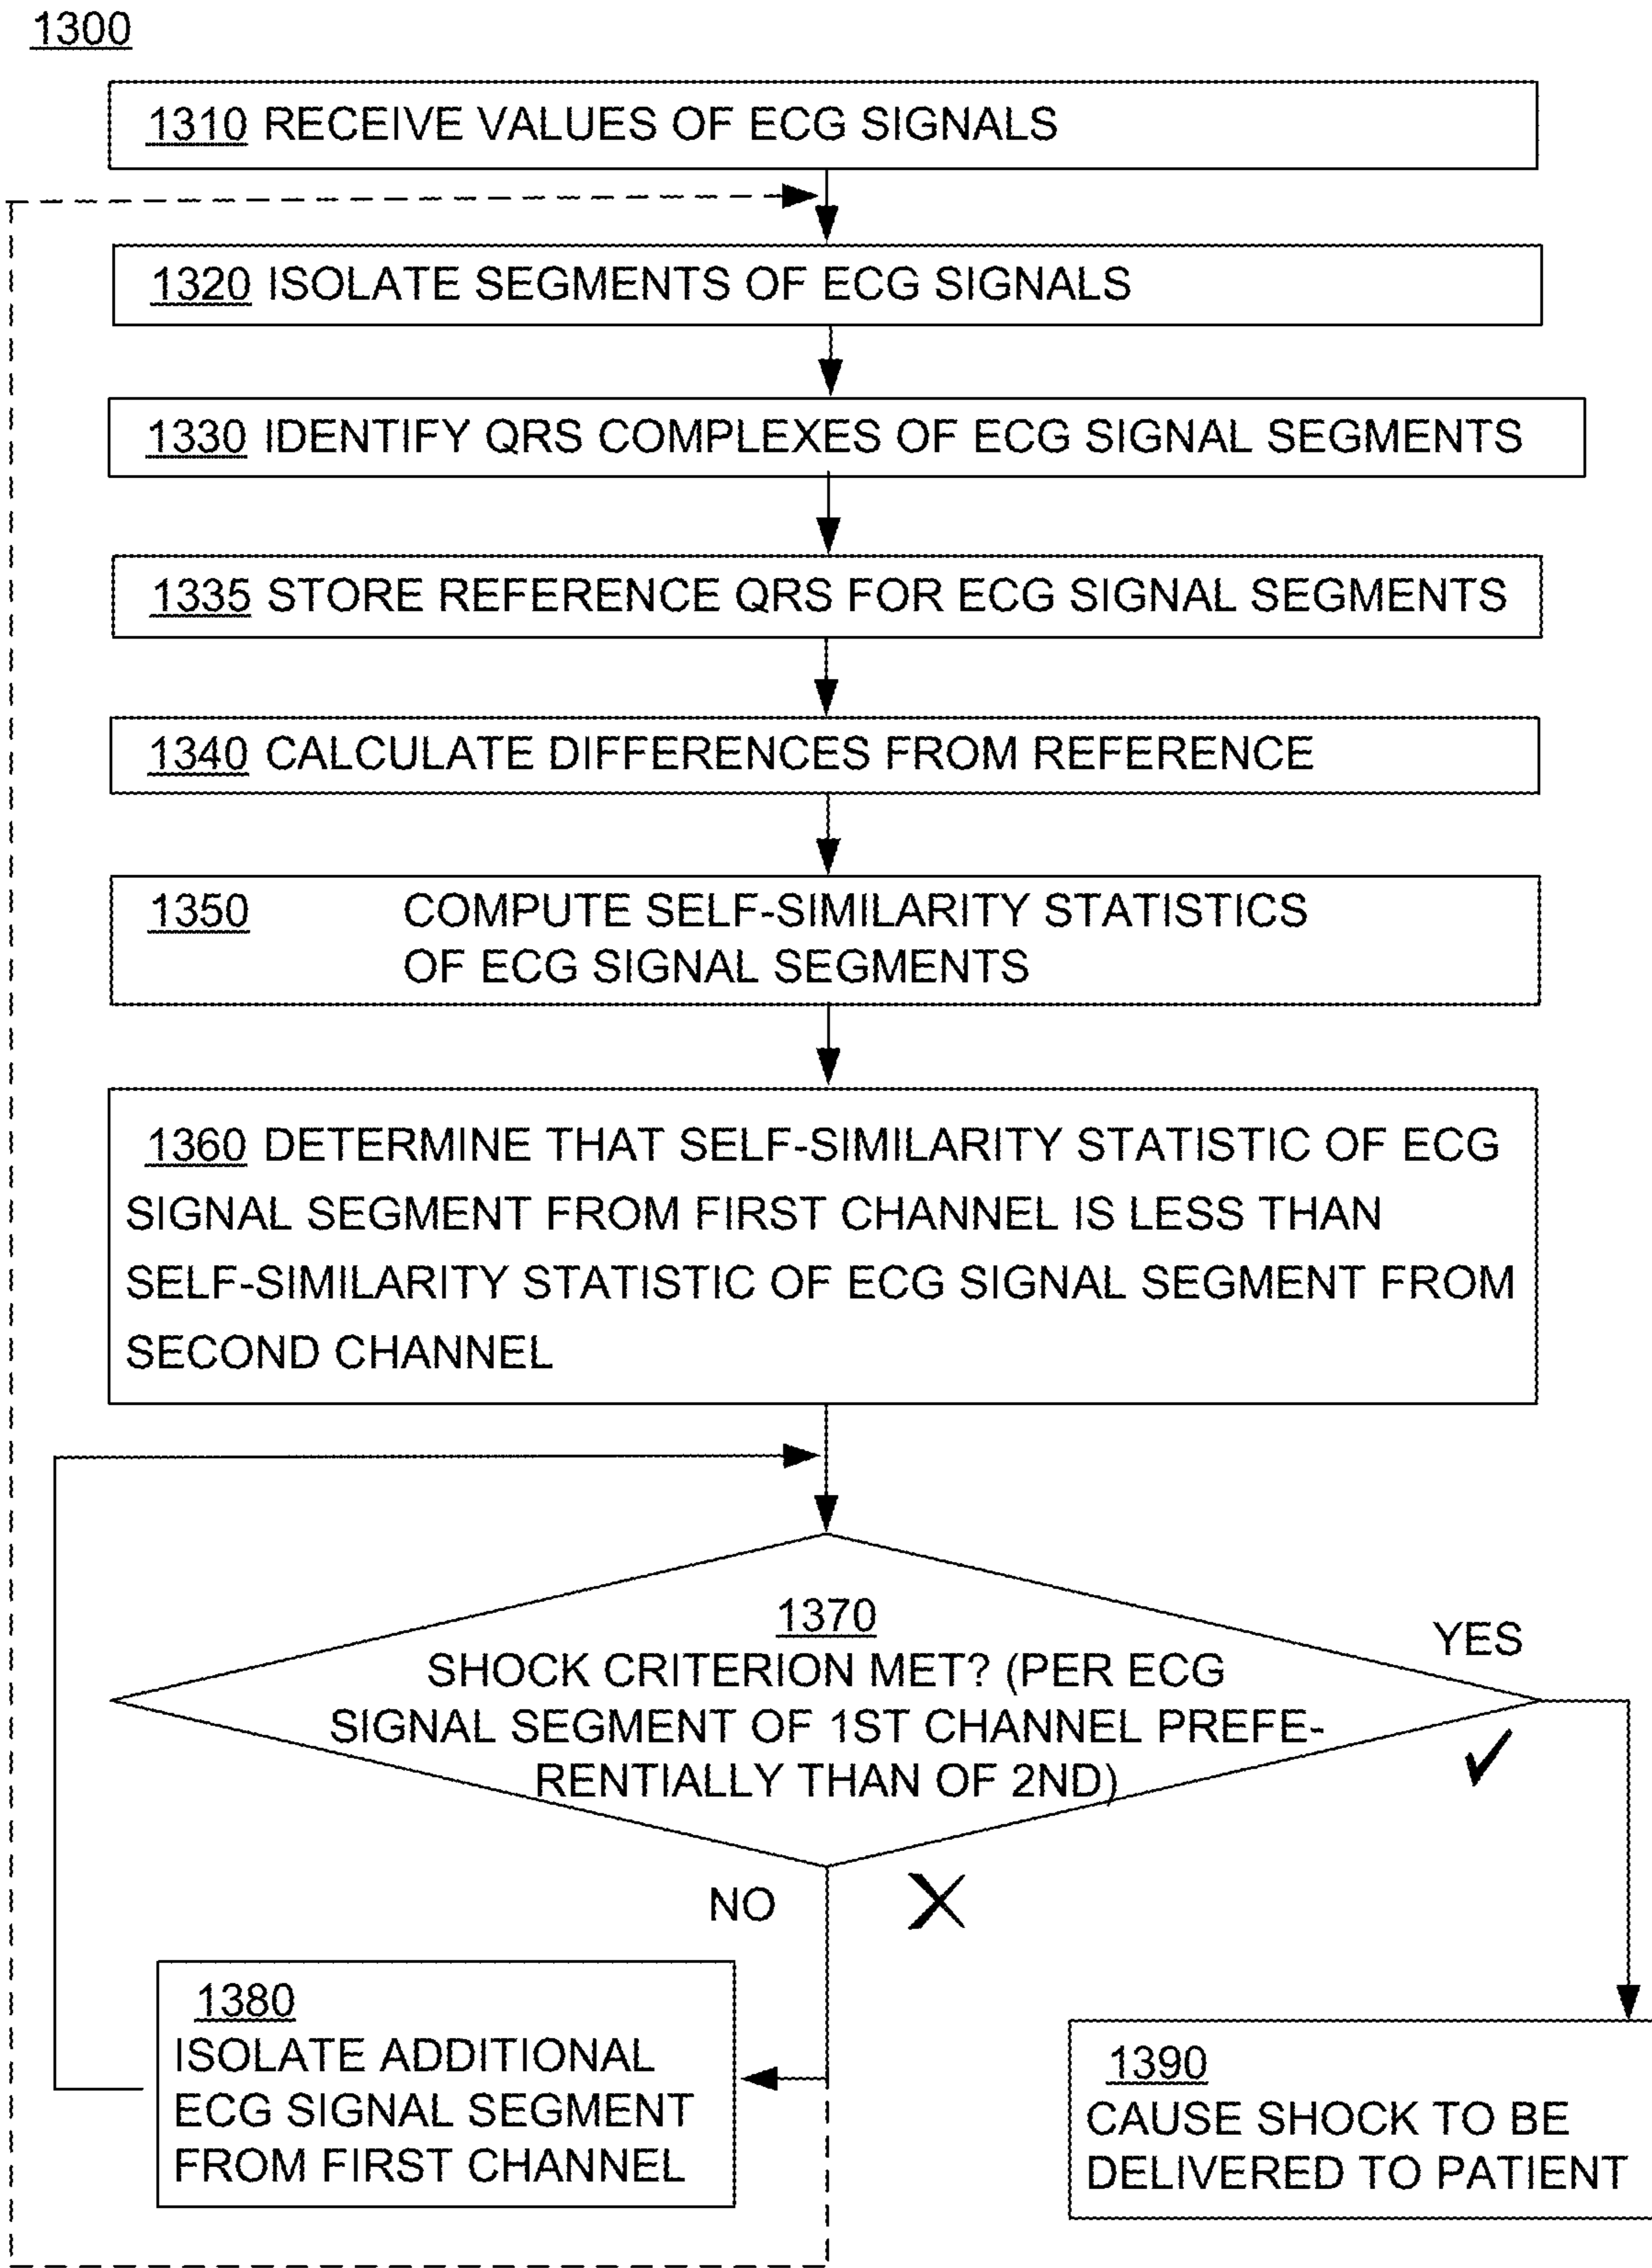 1300
1310 RECEIVE VALUES OF ECG SIGNALS
1320 ISOLATE SEGMENTS OF ECG SIGNALS
1330 IDENTIFY QRS COMPLEXES OF ECG SIGNAL SEGMENTS
1335 STORE REFERENCE QRS FOR ECG SIGNAL SEGMENTS
1340 CALCULATE DIFFERENCES FROM REFERENCE
1350 COMPUTE SELF-SIMILARITY STATISTICS
OF ECG SIGNAL SEGMENTS
1360 DETERMINE THAT SELF-SIMILARITY STATISTIC OF ECG
SIGNAL SEGMENT FROM FIRST CHANNEL IS LESS THAN
SELF-SIMILARITY STATISTIC OF ECG SIGNAL SEGMENT FROM
SECOND CHANNEL
1370
SHOCK CRITERION MET? (PER ECG
SIGNAL SEGMENT OF 1ST CHANNEL PREFE-
RENTIALLY THAN OF 2ND)
YES
NO
1380
ISOLATE ADDITIONAL
ECG SIGNAL SEGMENT
FROM FIRST CHANNEL
1390
CAUSE SHOCK TO BE
DELIVERED TO PATIENT